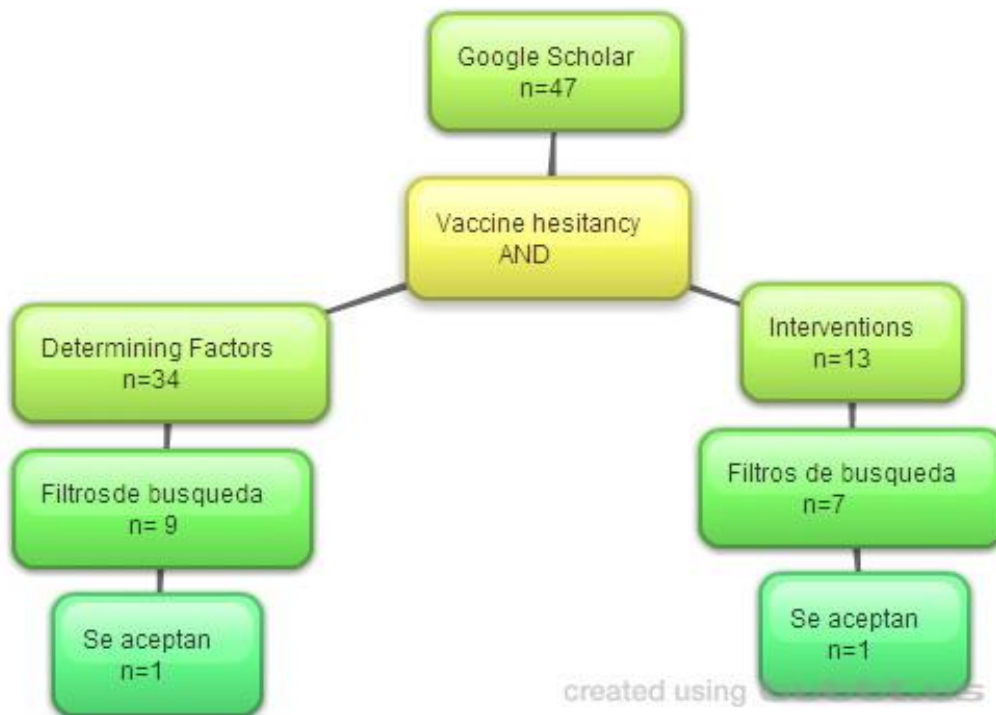 Google Scholar
n=47
Vaccine hesitancy
AND
Determining Factors
n=34
Filtrosde busqueda
n= 9
Se aceptan
n=1
Interventions
n=13
Filtros de busqueda
n=7
Se aceptan
n=1
created using